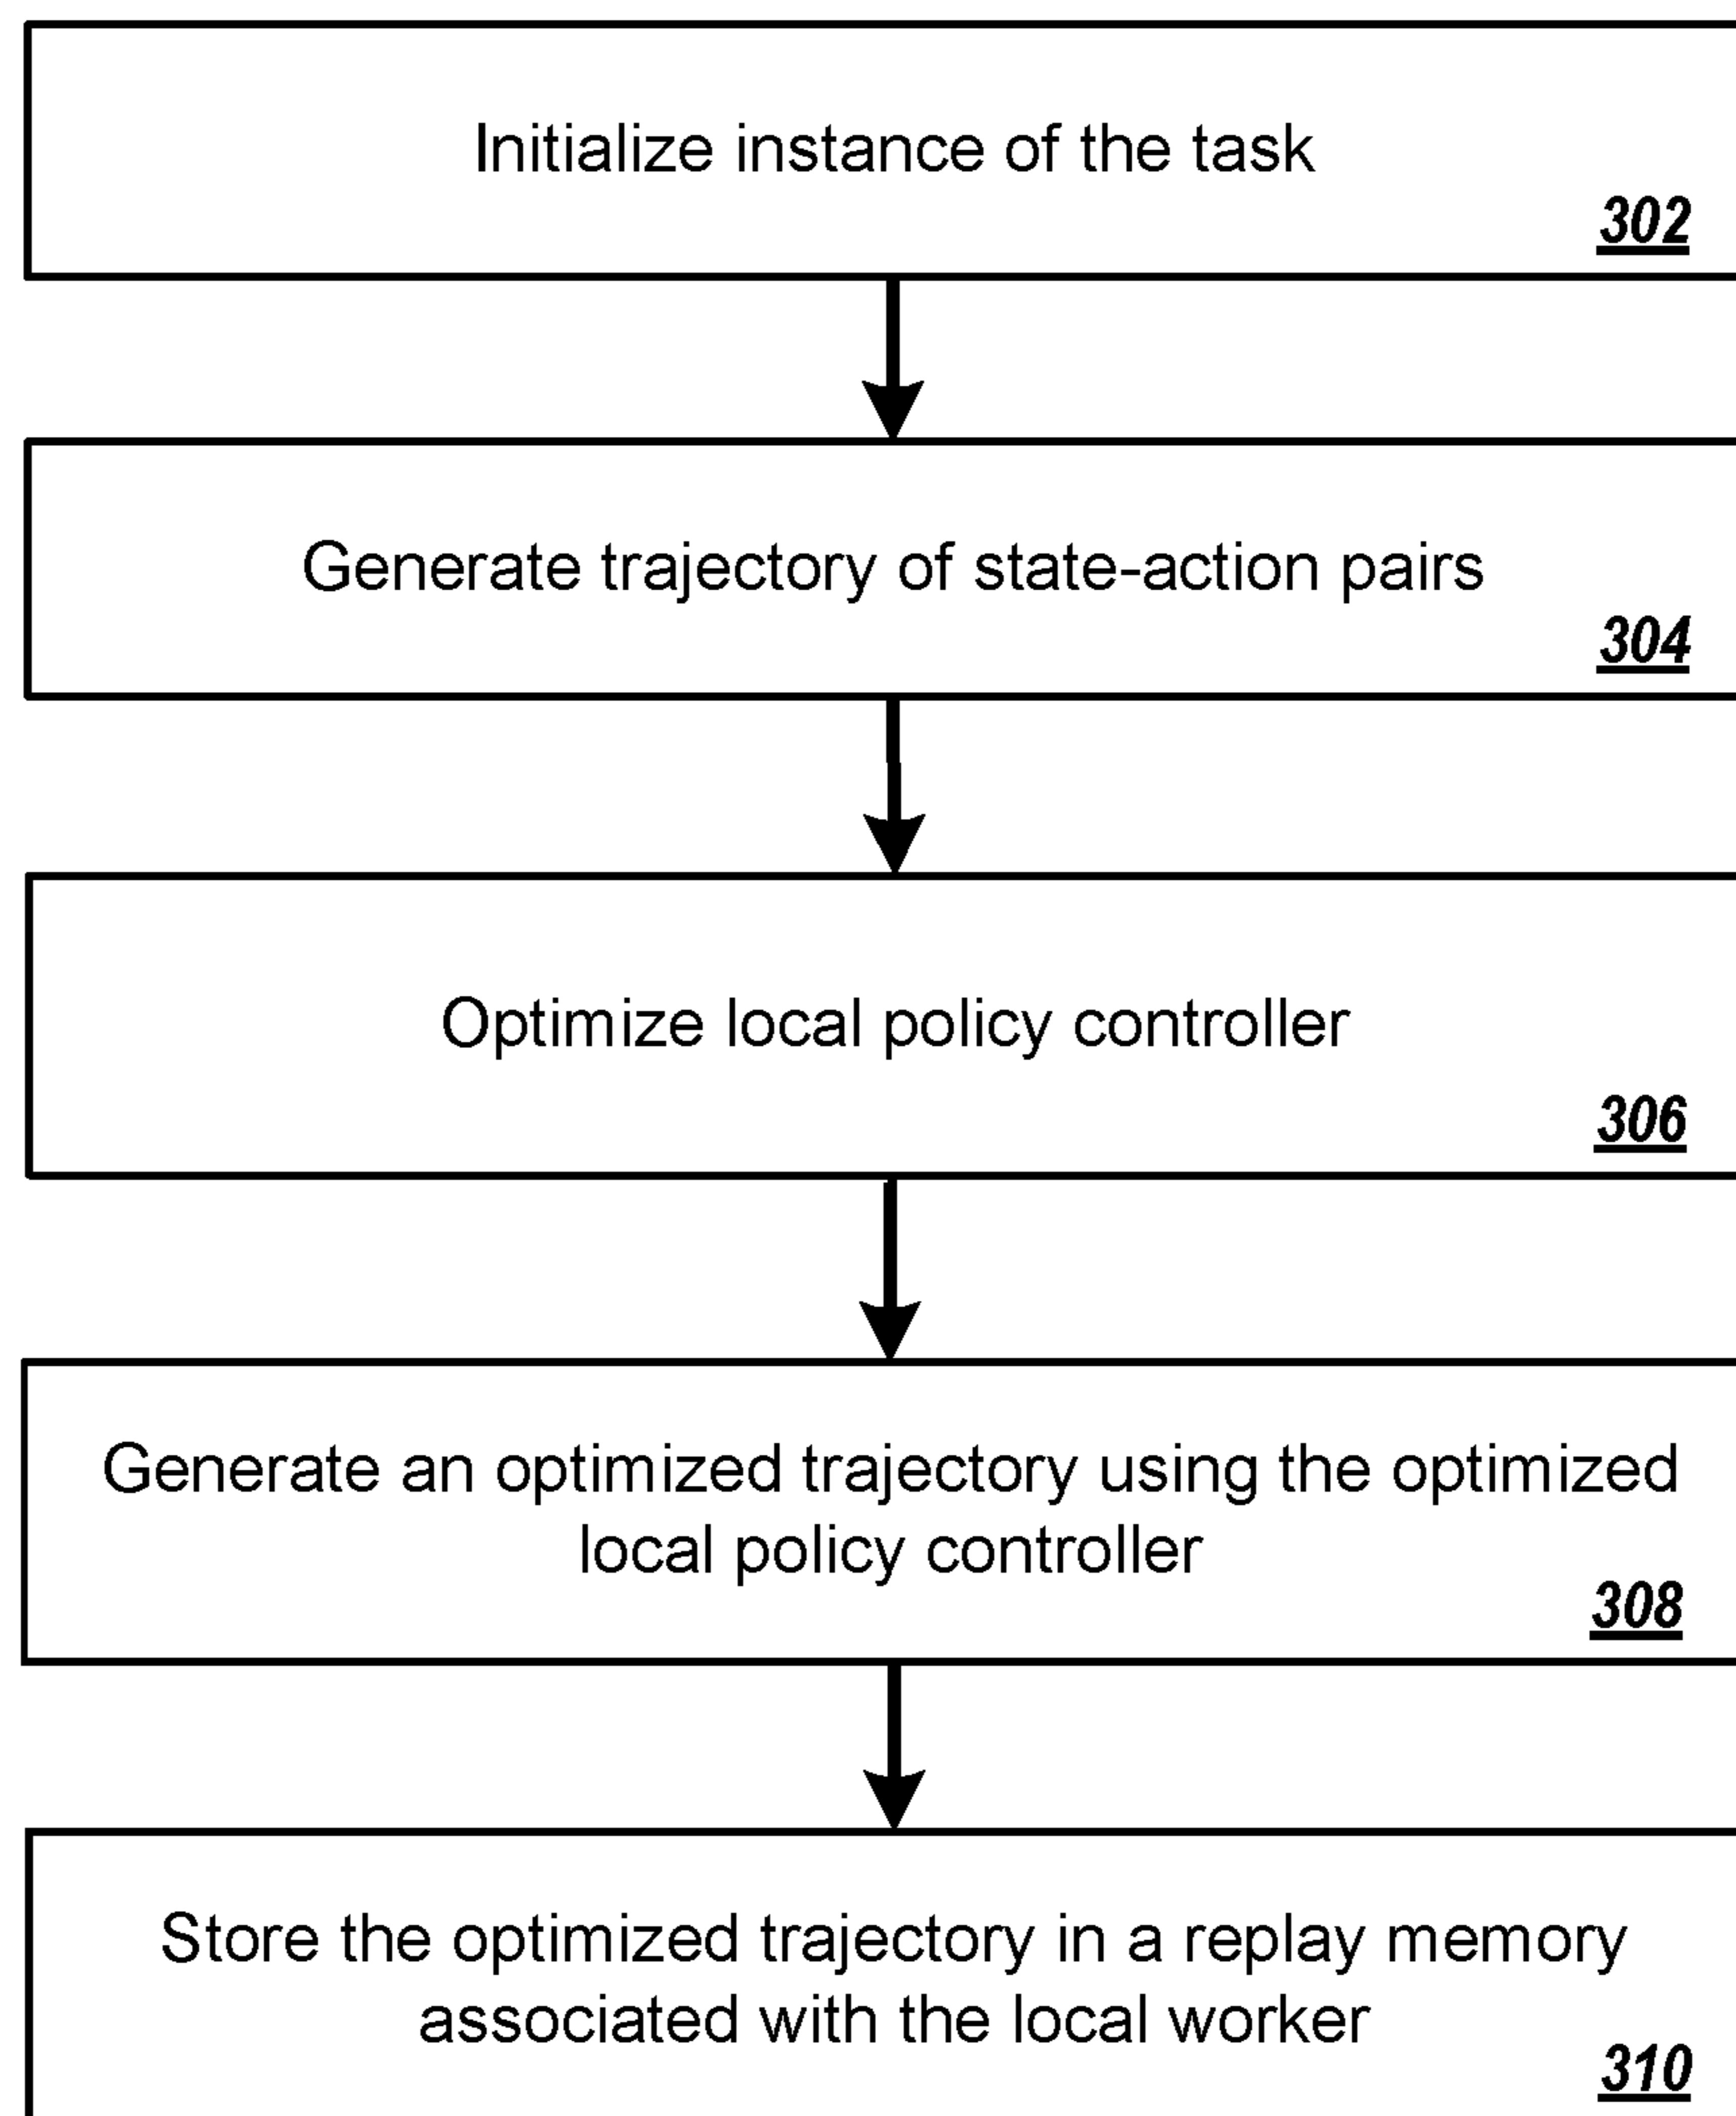 Initialize instance of the task
302
Generate trajectory of state-action pairs
304
Optimize local policy controller
306
Generate an optimized trajectory using the optimized
local policy controller
308
Store the optimized trajectory in a replay memory
associated with the local worker
310